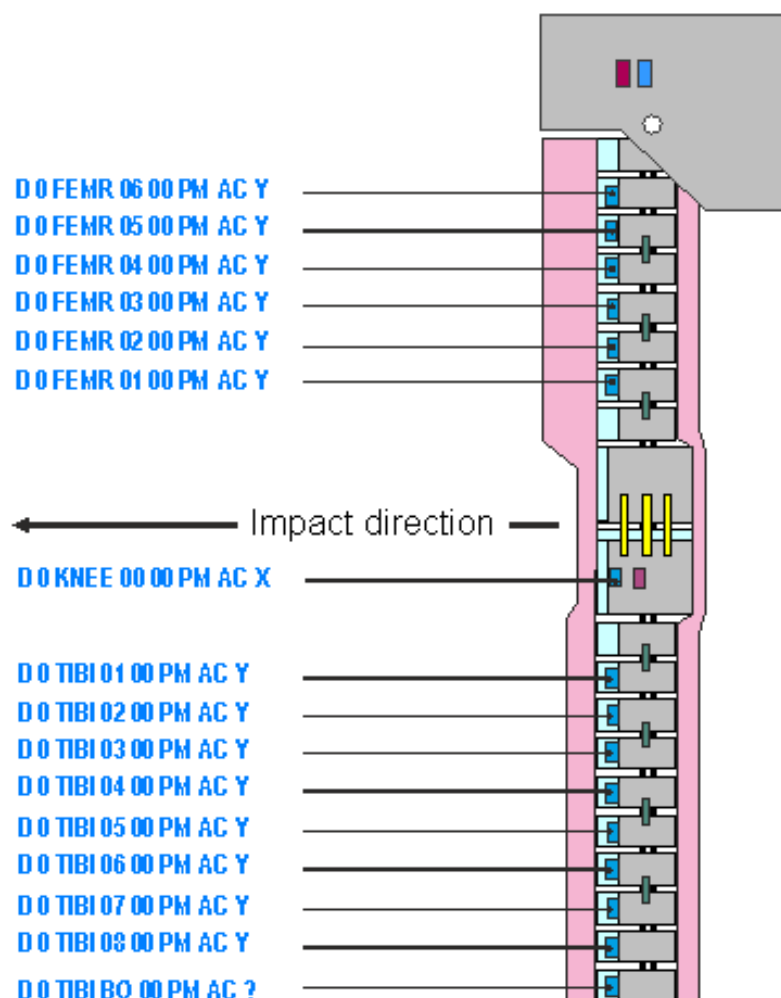 D 0 FEMR 06 00 PM AC Y
D 0 FEMR 05 00 PM AC Y
D 0 FEMR 04 00 PM AC Y
D 0 FEMR 03 00 PM AC Y
D 0 FEMR 02 00 PM AC Y
D 0 FEMR 01 00 PM AC Y
Impact direction
D 0 KNEE 00 00 PM AC X
D 0 TIBI 01 00 PM AC Y
D 0 TIBI 02 00 PM AC Y
D 0 TIBI 03 00 PM AC Y
D 0 TIBI 04 00 PM AC Y
D 0 TIBI 05 00 PM AC Y
D 0 TIBI 06 00 PM AC Y
D 0 TIBI 07 00 PM AC Y
D 0 TIBI 08 00 PM AC Y
D 0 TIBI BO 00 PM AC ?